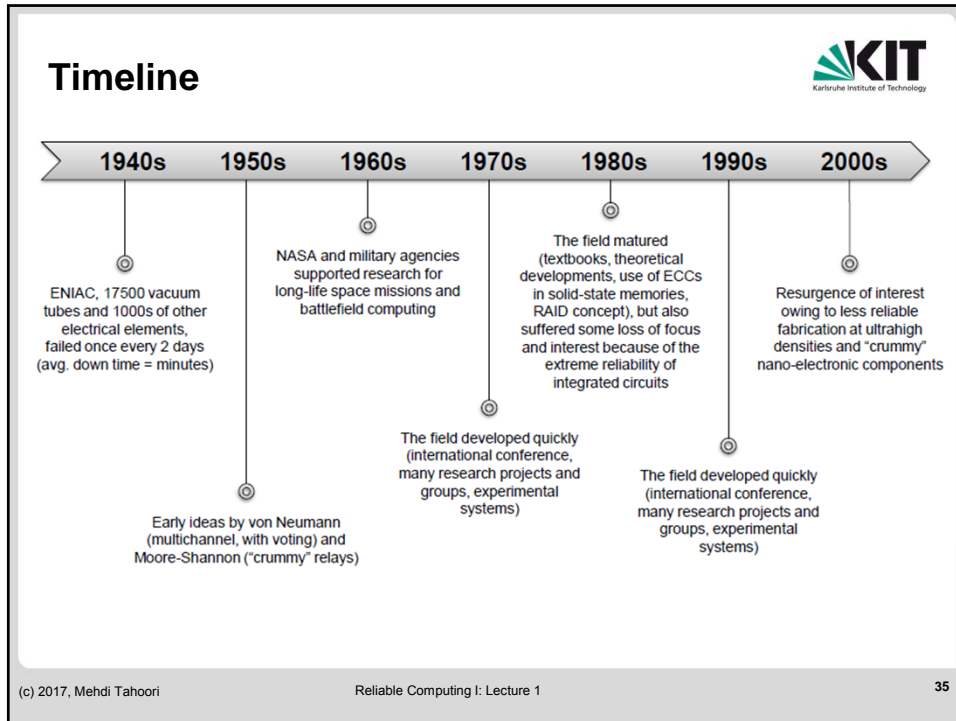 Timeline
KIT
Karlsruhe Institute of Technology
1940s 1950s 1960s 1970s 1980s 1990s 2000s
ENIAC, 17500 vacuum
tubes and 1000s of other
electrical elements,
failed once every 2 days
(avg. down time = minutes)
Early ideas by von Neumann
(multichannel, with voting) and
Moore-Shannon (“crummy” relays)
NASA and military agencies
supported research for
long-life space missions and
battlefield computing
The field developed quickly
(international conference,
many research projects and
groups, experimental
systems)
The field matured
(textbooks, theoretical
developments, use of ECCs
in solid-state memories,
RAID concept), but also
suffered some loss of focus
and interest because of the
extreme reliability of
integrated circuits
The field developed quickly
(international conference,
many research projects and
groups, experimental
systems)
Resurgence of interest
owing to less reliable
fabrication at ultrahigh
densities and “crummy”
nano-electronic components
(c) 2017, Mehdi Tahoori
Reliable Computing I: Lecture 1
35